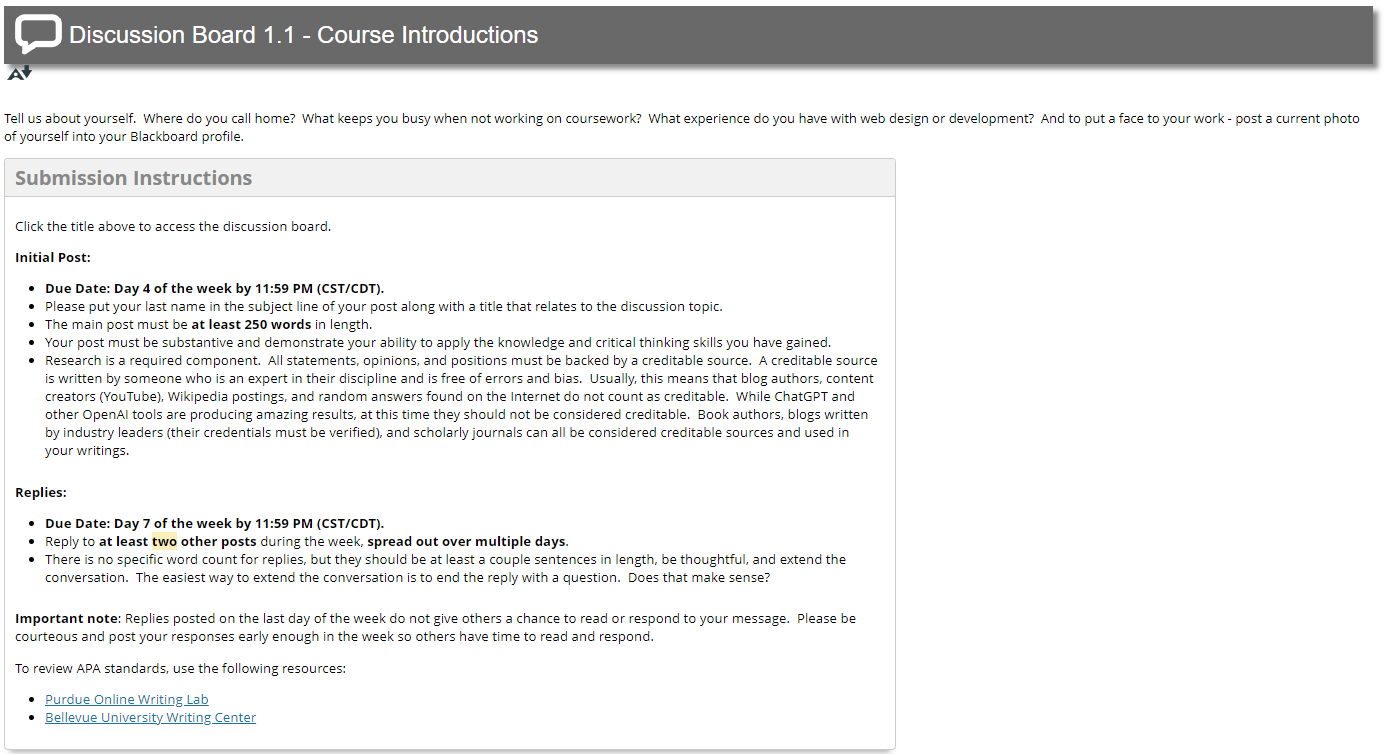 Discussion Board 1.1 - Course Introductions
A
Tell us about yourself.  Where do you call home?  What keeps you busy when not working on coursework?  What experience do you have with web design or development?  And to put a face to your work - post a current photo
of yourself into your Blackboard profile.
Submission Instructions
Click the title above to access the discussion board.
Initial Post:
• Due Date: Day 4 of the week by 11:59 PM (CST/CDT).
• Please put your last name in the subject line of your post along with a title that relates to the discussion topic.
• The main post must be at least 250 words in length.
• Your post must be substantive and demonstrate your ability to apply the knowledge and critical thinking skills you have gained.
• Research is a required component.  All statements, opinions, and positions must be backed by a creditable source.  A creditable source
is written by someone who is an expert in their discipline and is free of errors and bias.  Usually, this means that blog authors, content
creators (YouTube), Wikipedia postings, and random answers found on the Internet do not count as creditable.  While ChatGPT and
other OpenAI tools are producing amazing results, at this time they should not be considered creditable.  Book authors, blogs written
by industry leaders (their credentials must be verified), and scholarly journals can all be considered creditable sources and used in
your writings.
Replies:
• Due Date: Day 7 of the week by 11:59 PM (CST/CDT).
• Reply to at least two other posts during the week, spread out over multiple days.
• There is no specific word count for replies, but they should be at least a couple sentences in length, be thoughtful, and extend the
conversation.  The easiest way to extend the conversation is to end the reply with a question.  Does that make sense?
Important note: Replies posted on the last day of the week do not give others a chance to read or respond to your message.  Please be
courteous and post your responses early enough in the week so others have time to read and respond.
To review APA standards, use the following resources:
• Purdue Online Writing Lab
• Bellevue University Writing Center